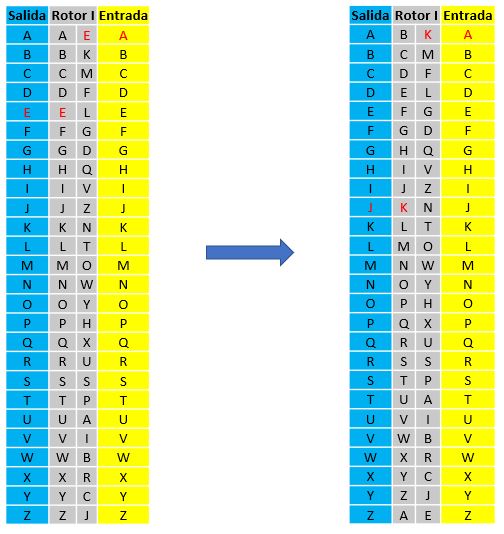 Salida Rotor I Entrada
A A E A
B B K B
C C M C
D D F D
E E L E
F F G F
G G D G
H H Q H
I I V I
J J Z J
K K N K
L L T L
M M O M
N N W N
O O Y O
P P H P
Q Q X Q
R R U R
S S S S
T T P T
U U A U
V V I V
W W B W
X X R X
Y Y C Y
Z Z J Z
Salida Rotor I Entrada
A B K A
B C M B
C D F C
D E L D
E F G E
F G D F
G H Q G
H I V H
I J Z I
J K N J
K L T K
L M O L
M N W M
N O Y N
O P H O
P Q X P
Q R U Q
R S S R
S T P S
T U A T
U V I U
V W B V
W X R W
X Y C X
Y Z J Y
Z A E Z